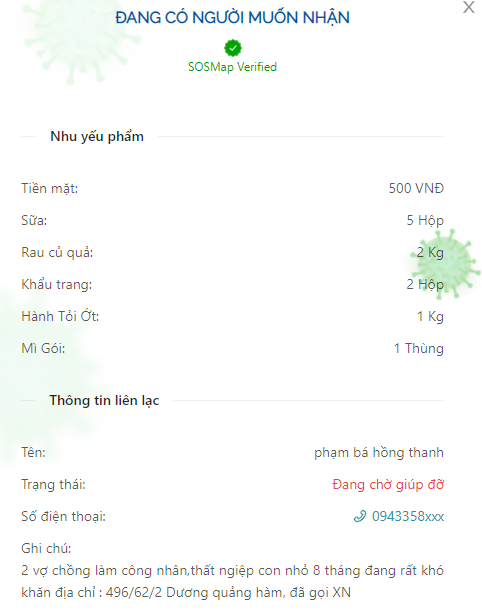 ĐANG CÓ NGƯỜI MUỐN NHẬN
SOSMap Verified
Nhu yếu phẩm
Tiền mặt: 500 VNĐ
Sữa: 5 Hộp
Rau củ quả: 2 Kg
Khẩu trang: 2 Hộp
Hành Tỏi Ớt: 1 Kg
Mì Gói: 1 Thùng
Thông tin liên lạc
Tên: phạm bá hồng thanh
Trạng thái: Đang chờ giúp đỡ
Số điện thoại: 0943358xxx
Ghi chú:
2 vợ chồng làm công nhân,thất ngiệp con nhỏ 8 tháng đang rất khó
khăn địa chỉ : 496/62/2 Dương quảng hàm, đã gọi XN